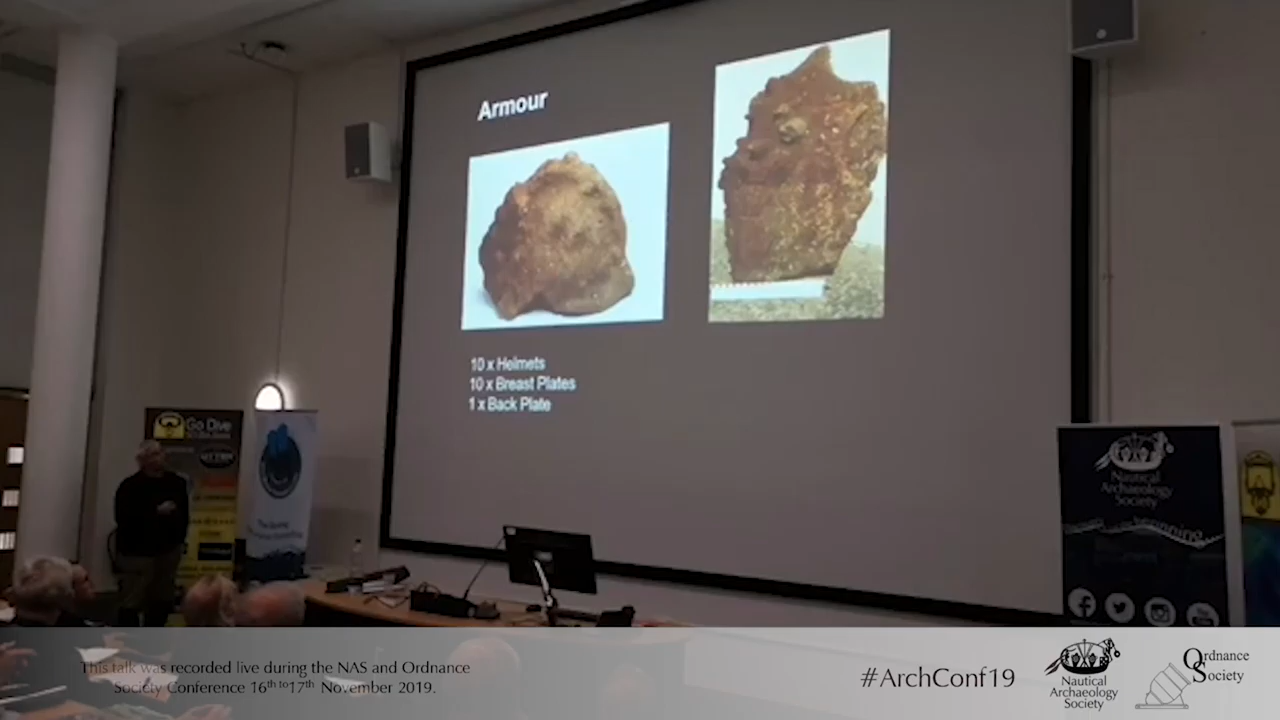 Armour
10 x Helmets
10 x Breast Plates
1 x Back Plate
Go Dive
Nautical
Archaeology
Society
This talk was recorded live during the NAS and Ordnance
Society Conference 16th to 17th November 2019.
#ArchConf19
Nautical
Archaeology
Society
Ordnance
Society